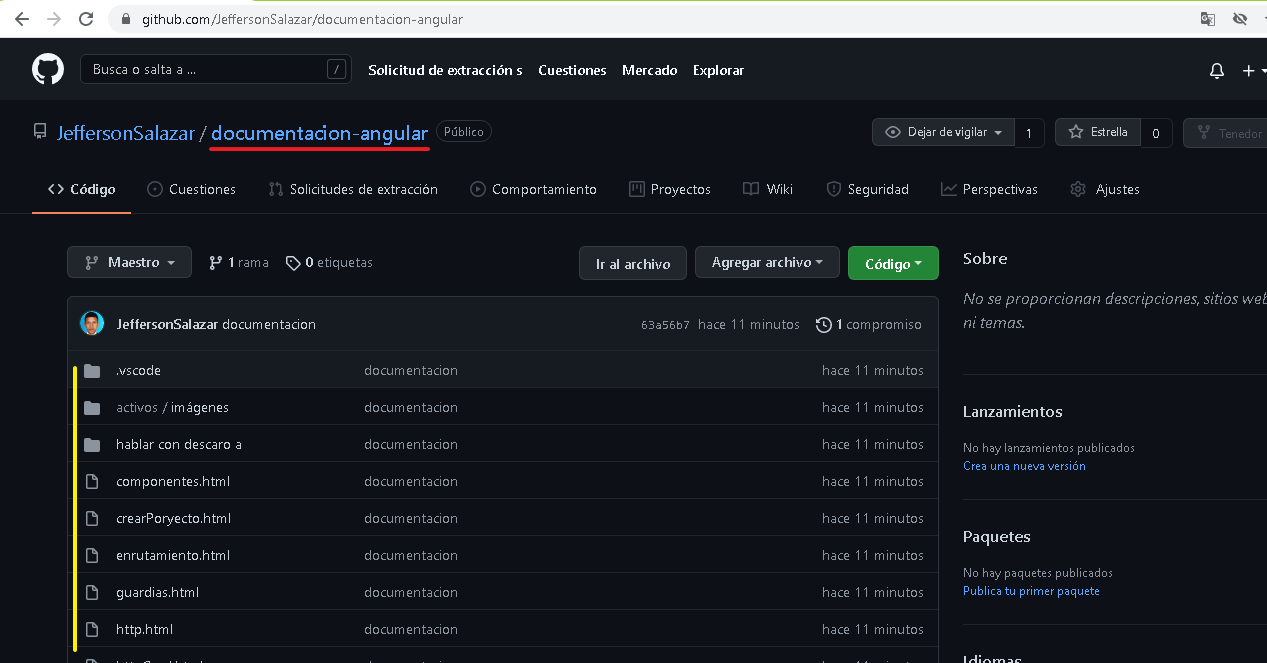 github.com/JeffersonSalazar/documentacion-angular
Busca o salta a ... /
Solicitud de extracción s Cuestiones Mercado Explorar
JeffersonSalazar / documentacion-angular Público
Dejar de vigilar 1 Estrella 0 Tenedor
Código Cuestiones Solicitudes de extracción Comportamiento Proyectos Wiki Seguridad Perspectivas Ajustes
Maestro 1 rama 0 etiquetas Ir al archivo Agregar archivo Código
JeffersonSalazar documentacion 63a56b7 hace 11 minutos 1 compromiso
.vscode documentacion hace 11 minutos
activos / imágenes documentacion hace 11 minutos
hablar con descaro a documentacion hace 11 minutos
componentes.html documentacion hace 11 minutos
crearPoryecto.html documentacion hace 11 minutos
enrutamiento.html documentacion hace 11 minutos
guardias.html documentacion hace 11 minutos
http.html documentacion hace 11 minutos
Sobre
No se proporcionan descripciones, sitios web
ni temas.
Lanzamientos
No hay lanzamientos publicados
Crea una nueva versión
Paquetes
No hay paquetes publicados
Publica tu primer paquete
Idiomas